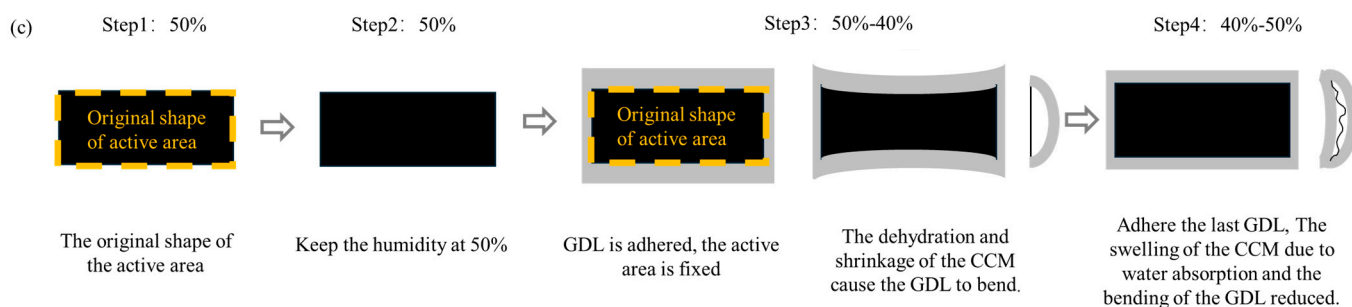 (c)
Step1: 50%
Step2: 50%
Step3: 50%-40%
Step4: 40%-50%
Original shape
of active area
Original shape
of active area
The original shape of
the active area
Keep the humidity at 50%
GDL is adhered, the active
area is fixed
The dehydration and
shrinkage of the CCM
cause the GDL to bend.
Adhere the last GDL, The
swelling of the CCM due to
water absorption and the
bending of the GDL reduced.